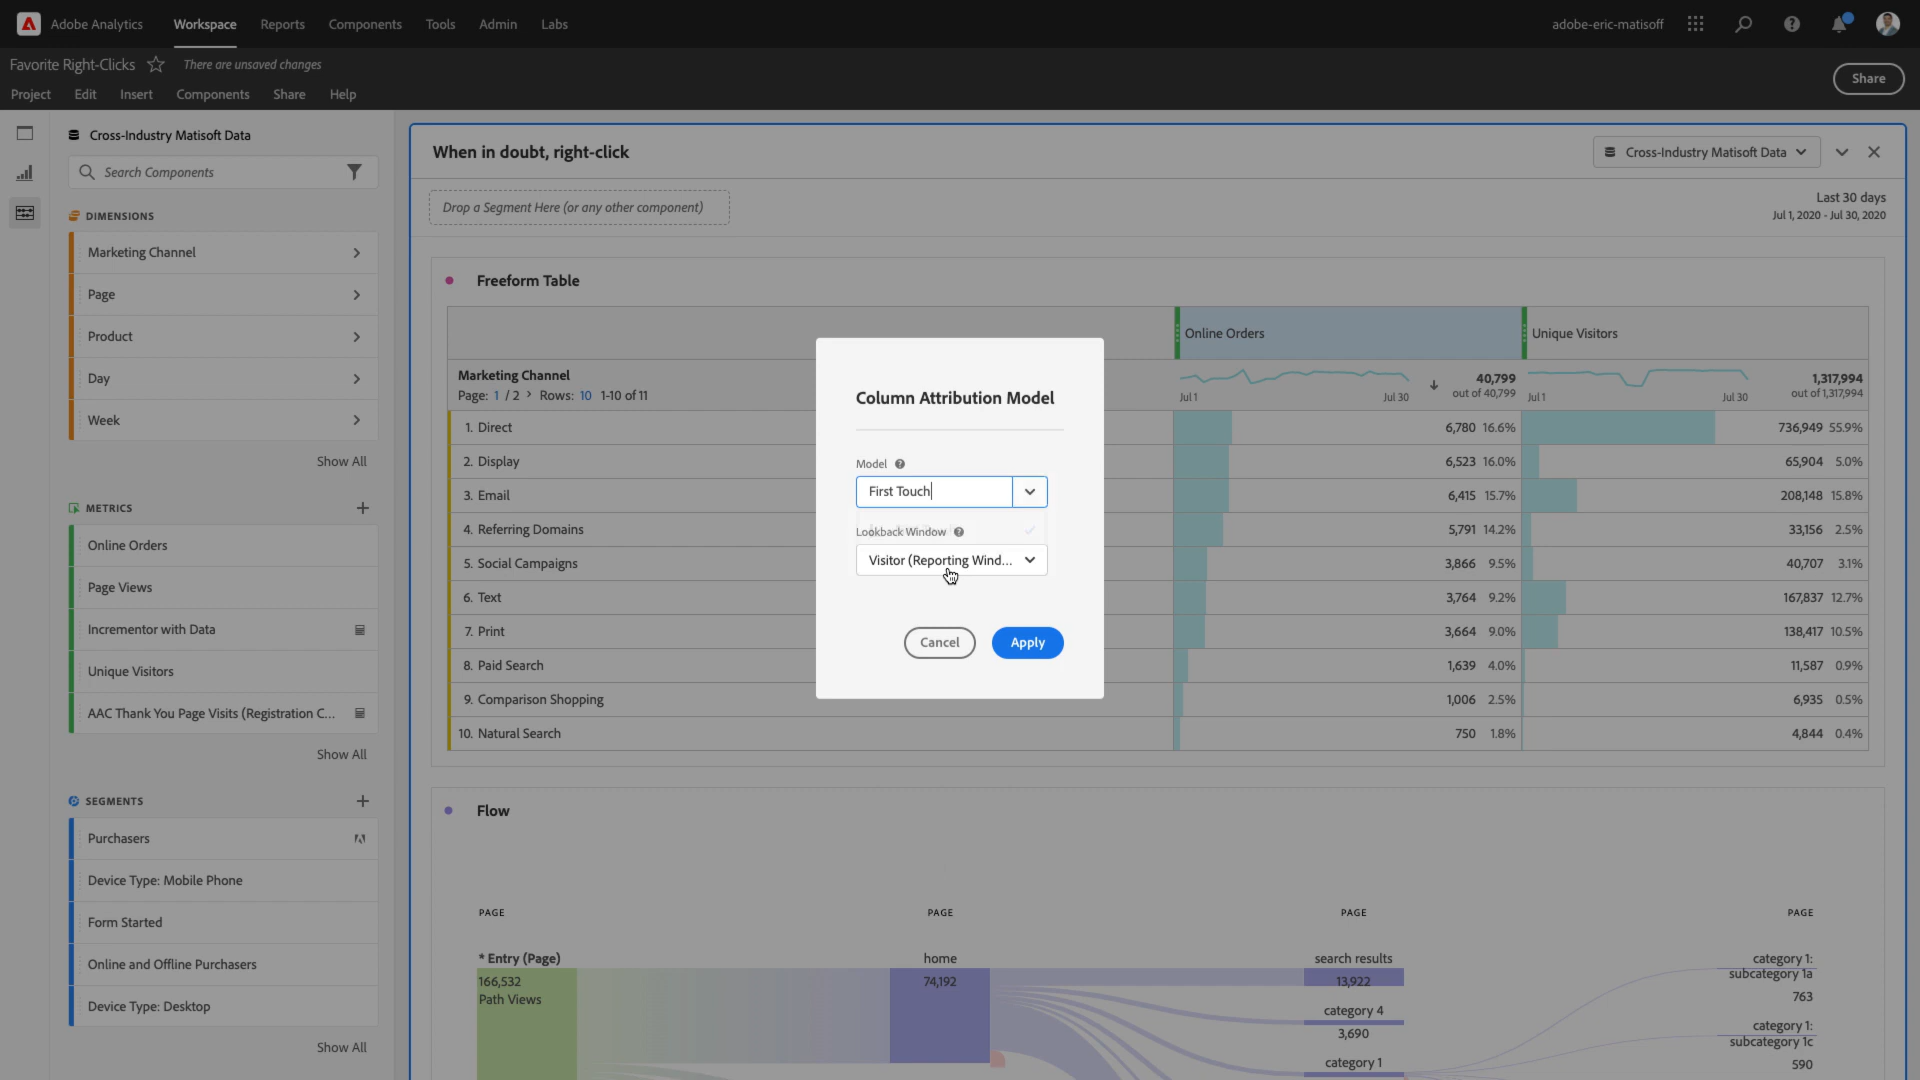 Adobe Analytics
Workspace
Reports
Components
Tools
Admin
Labs
adobe-eric-matisoff
Favorite Right-Clicks
There are unsaved changes
Share
Project
Edit
Insert
Components
Share
Help
Cross-Industry Matisoft Data
Search Components
DIMENSIONS
Marketing Channel
Page
Product
Day
Week
Show All
METRICS
Online Orders
Page Views
Incrementor with Data
Unique Visitors
AAC Thank You Page Visits (Registration C...
Show All
SEGMENTS
Purchasers
Device Type: Mobile Phone
Form Started
Online and Offline Purchasers
Device Type: Desktop
Show All
When in doubt, right-click
Cross-Industry Matisoft Data
Drop a Segment Here (or any other component)
Last 30 days
Jul 1, 2020 - Jul 30, 2020
Freeform Table
Online Orders
Unique Visitors
Marketing Channel
Page: 1 / 2 > Rows: 10 1-10 of 11
Jul 1
Jul 30
40,799
out of 40,799
Jul 1
Jul 30
1,317,994
out of 1,317,994
1. Direct 6,780 16.6% 736,949 55.9%
2. Display 6,523 16.0% 65,904 5.0%
3. Email 6,415 15.7% 208,148 15.8%
4. Referring Domains 5,791 14.2% 33,156 2.5%
5. Social Campaigns 3,866 9.5% 40,707 3.1%
6. Text 3,764 9.2% 167,837 12.7%
7. Print 3,664 9.0% 138,417 10.5%
8. Paid Search 1,639 4.0% 11,587 0.9%
9. Comparison Shopping 1,006 2.5% 6,935 0.5%
10. Natural Search 750 1.8% 4,844 0.4%
Column Attribution Model
Model
First Touch
Lookback Window
Visitor (Reporting Wind...
Cancel
Apply
Flow
PAGE
PAGE
PAGE
PAGE
* Entry (Page)
166,532
Path Views
home
74,192
search results
13,922
category 4
3,690
category 1
category 1:
subcategory 1a
763
category 1:
subcategory 1c
590